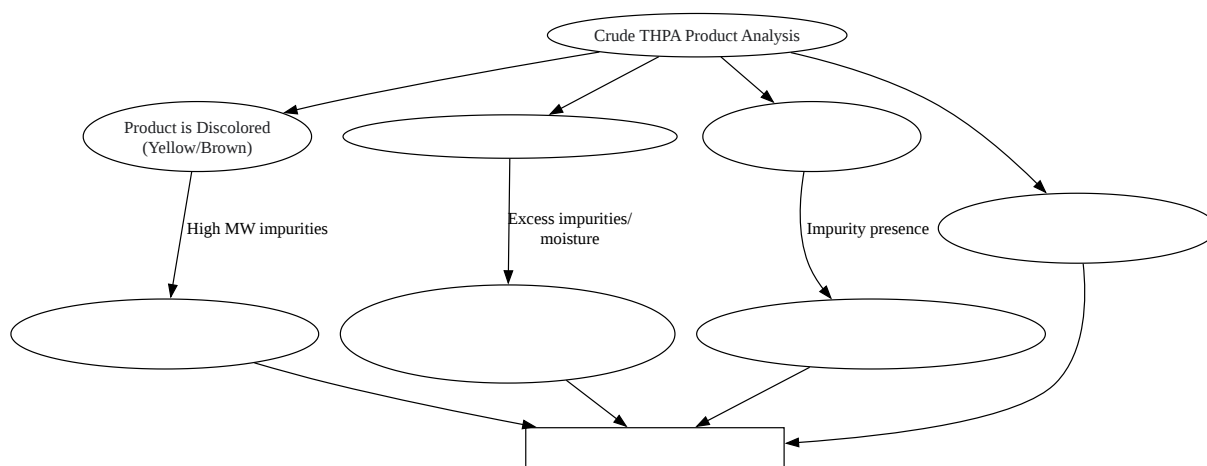 Crude THPA Product Analysis
Product is Discolored
(Yellow/Brown)
High MW impurities
Excess impurities/
moisture
Impurity presence